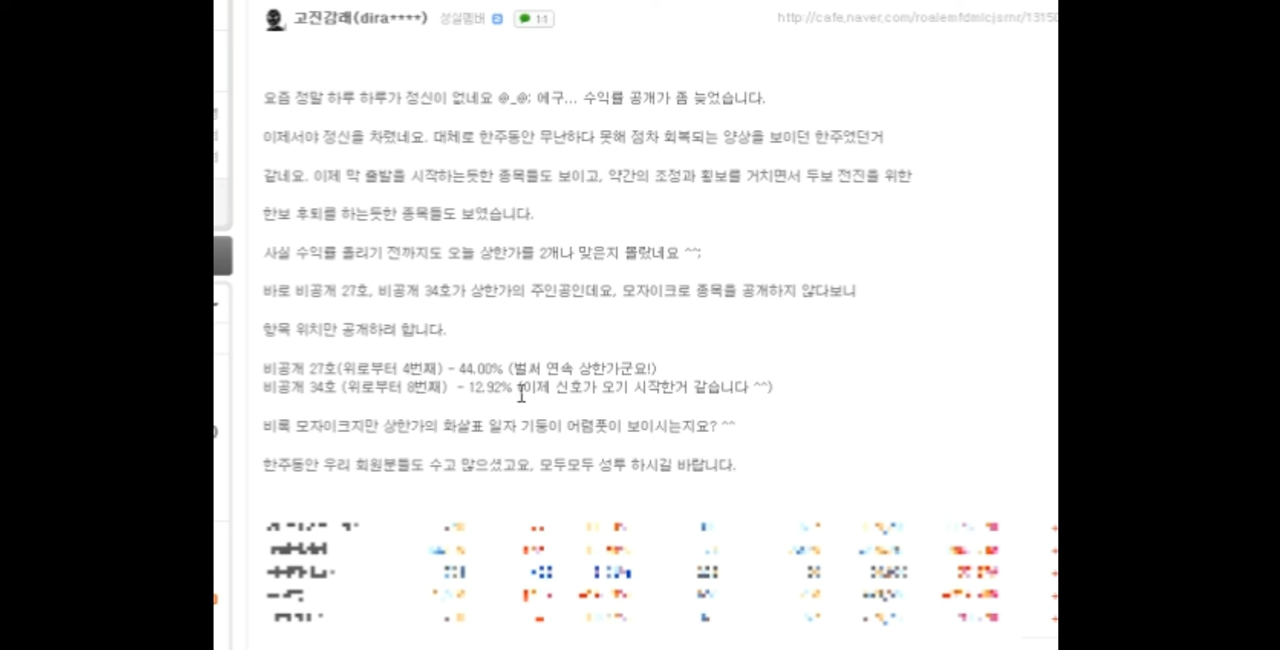 고진감래(dira****) 성실멤버 1:1
http://cafe.naver.com/roalemfdmlcjsmr/13150
요즘 정말 하루 하루가 정신이 없네요 @_@; 에구... 수익률 공개가 좀 늦었습니다.
이제서야 정신을 차렸네요. 대체로 한주동안 무난하다 못해 점차 회복되는 양상을 보이던 한주였던거
같네요. 이제 막 출발을 시작하는듯한 종목들도 보이고, 약간의 조정과 횡보를 거치면서 두보 전진을 위한
한보 후퇴를 하는듯한 종목들도 보였습니다.
사실 수익률 올리기 전까지도 오늘 상한가를 2개나 맞은지 몰랐네요 ^^;
바로 비공개 27호, 비공개 34호가 상한가의 주인공인데요, 모자이크로 종목을 공개하지 않다보니
항목 위치만 공개하려 합니다.
비공개 27호(위로부터 4번째) - 44.00% (벌써 연속 상한가군요!)
비공개 34호 (위로부터 8번째) - 12.92% (이제 신호가 오기 시작한거 같습니다 ^^)
비록 모자이크지만 상한가의 화살표 일자 기둥이 어렴풋이 보이시는지요? ^^
한주동안 우리 회원분들도 수고 많으셨고요, 모두모두 성투 하시길 바랍니다.